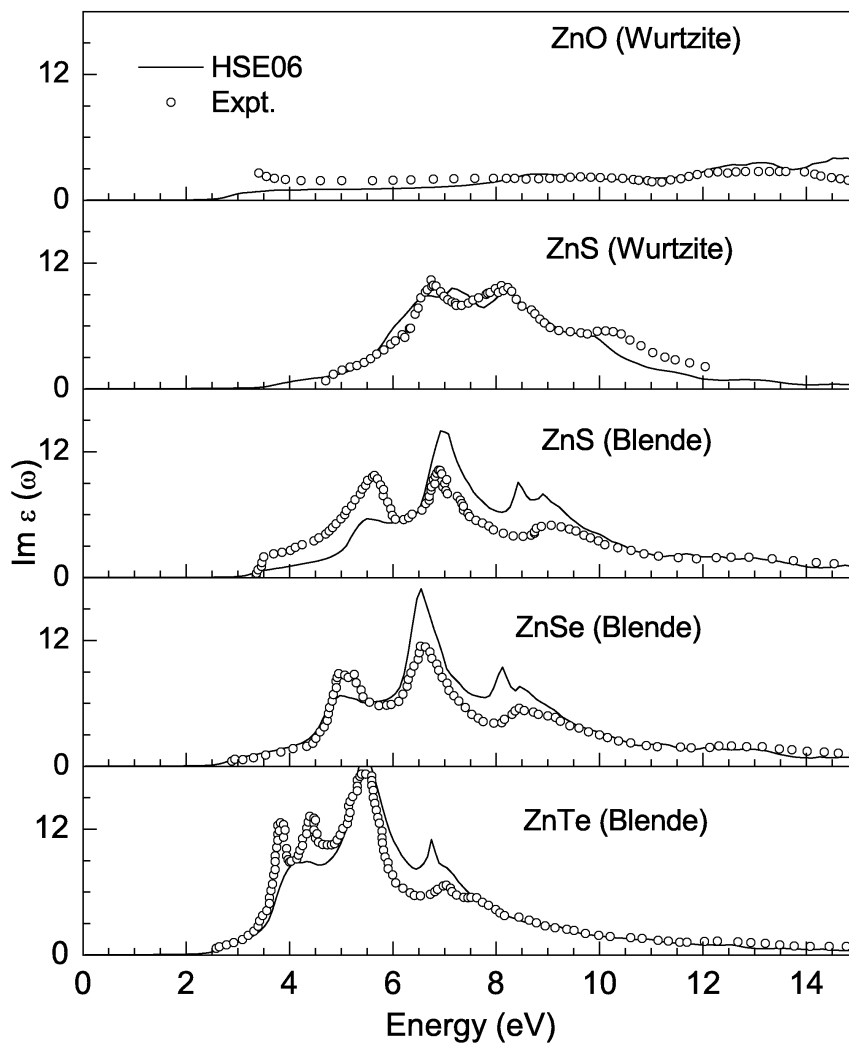 ZnO (Wurtzite)
HSE06
Expt.
12
0
ZnS (Wurtzite)
12
0
ZnS (Blende)
12
0
ZnSe (Blende)
12
0
ZnTe (Blende)
12
0
Im ε (ω)
0 2 4 6 8 10 12 14
Energy (eV)